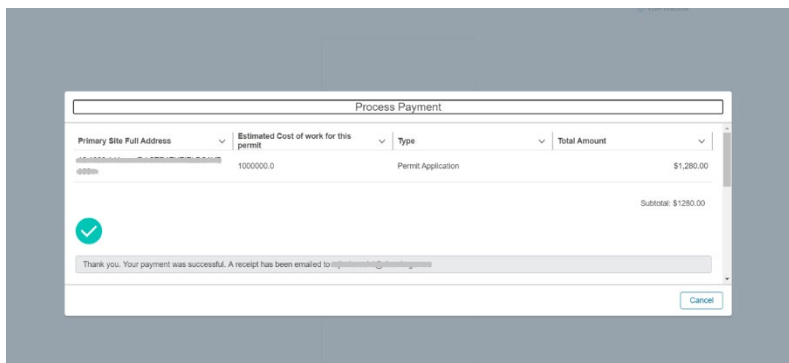 Process Payment
Primary Site Full Address
Estimated Cost of work for this permit
Type
Total Amount
1000000.0
Permit Application
$1,280.00
Subtotal: $1280.00
Thank you. Your payment was successful. A receipt has been emailed to
Cancel